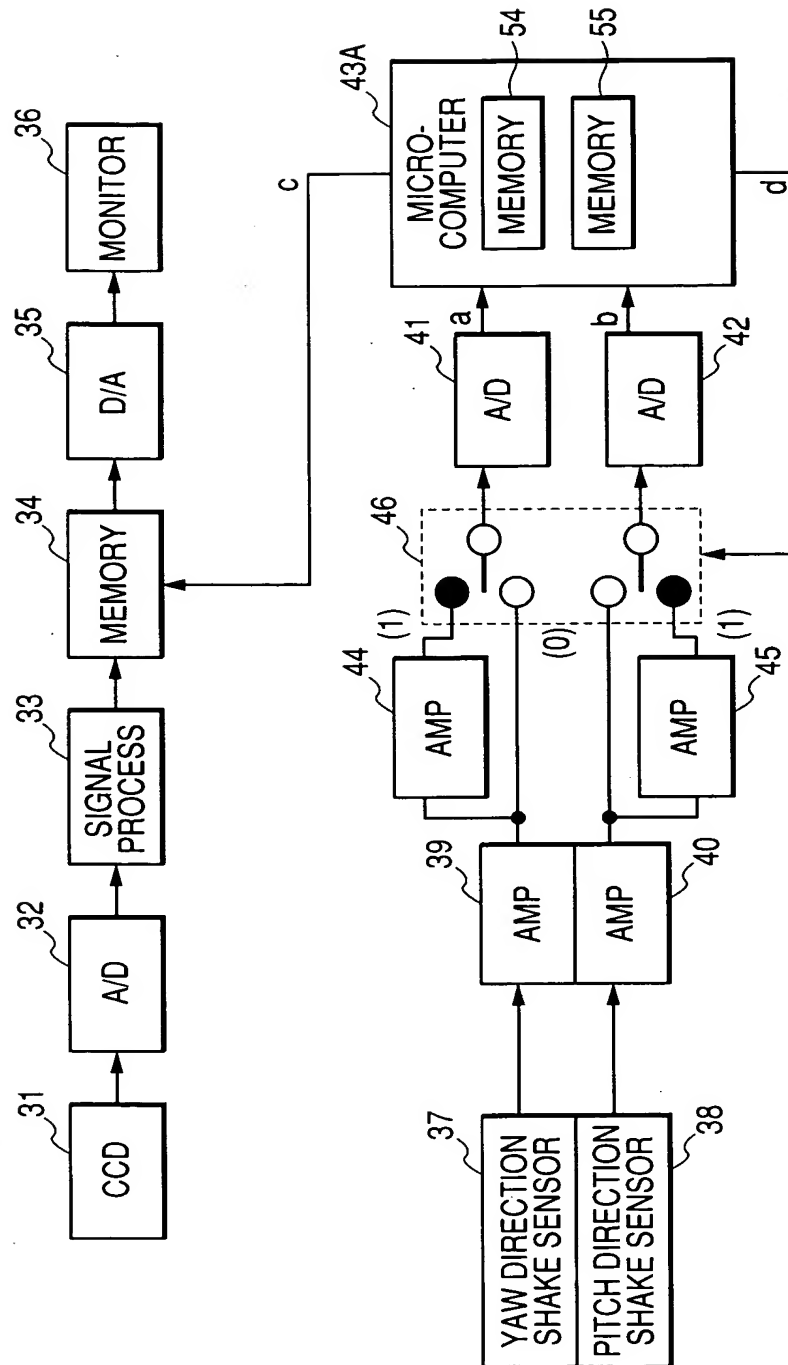 31
CCD
32
A/D
33
SIGNAL
PROCESS
34
MEMORY
35
D/A
36
MONITOR
c
37
YAW DIRECTION
SHAKE SENSOR
PITCH DIRECTION
SHAKE SENSOR
38
39
AMP
AMP
40
44
AMP
(1)
(0)
(1)
AMP
45
46
41
A/D
a
b
A/D
42
43A
MICRO-
COMPUTER
MEMORY
54
MEMORY
55
d